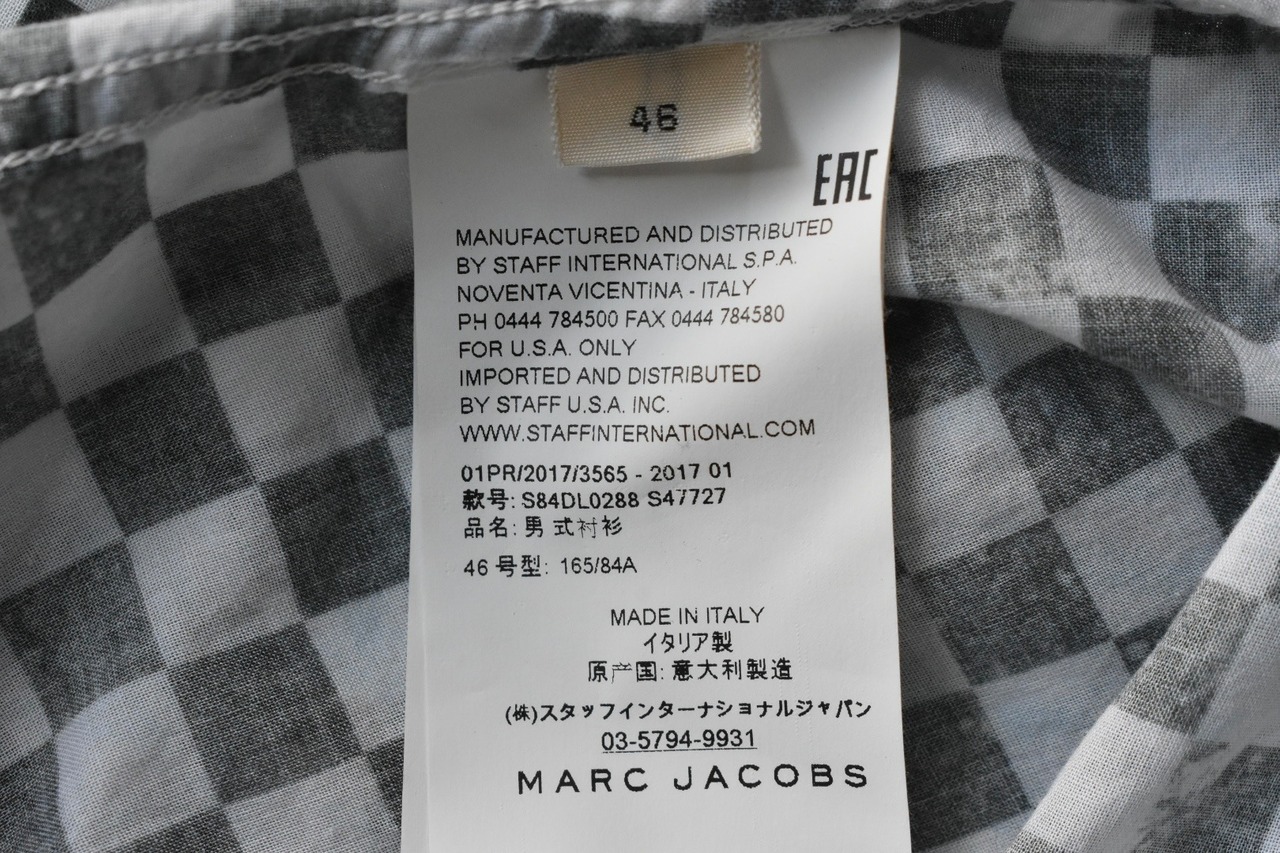 46
EAC
MANUFACTURED AND DISTRIBUTED
BY STAFF INTERNATIONAL S.P.A.
NOVENTA VICENTINA - ITALY
PH 0444 784500 FAX 0444 784580
FOR U.S.A. ONLY
IMPORTED AND DISTRIBUTED
BY STAFF U.S.A. INC.
WWW.STAFFINTERNATIONAL.COM
01PR/2017/3565 - 2017 01
款号: S84DL0288 S47727
品名: 男 式衬衫
46 号型: 165/84A
MADE IN ITALY
イタリア製
原产国: 意大利製造
(株)スタッフインターナショナルジャパン
03-5794-9931
MARC JACOBS